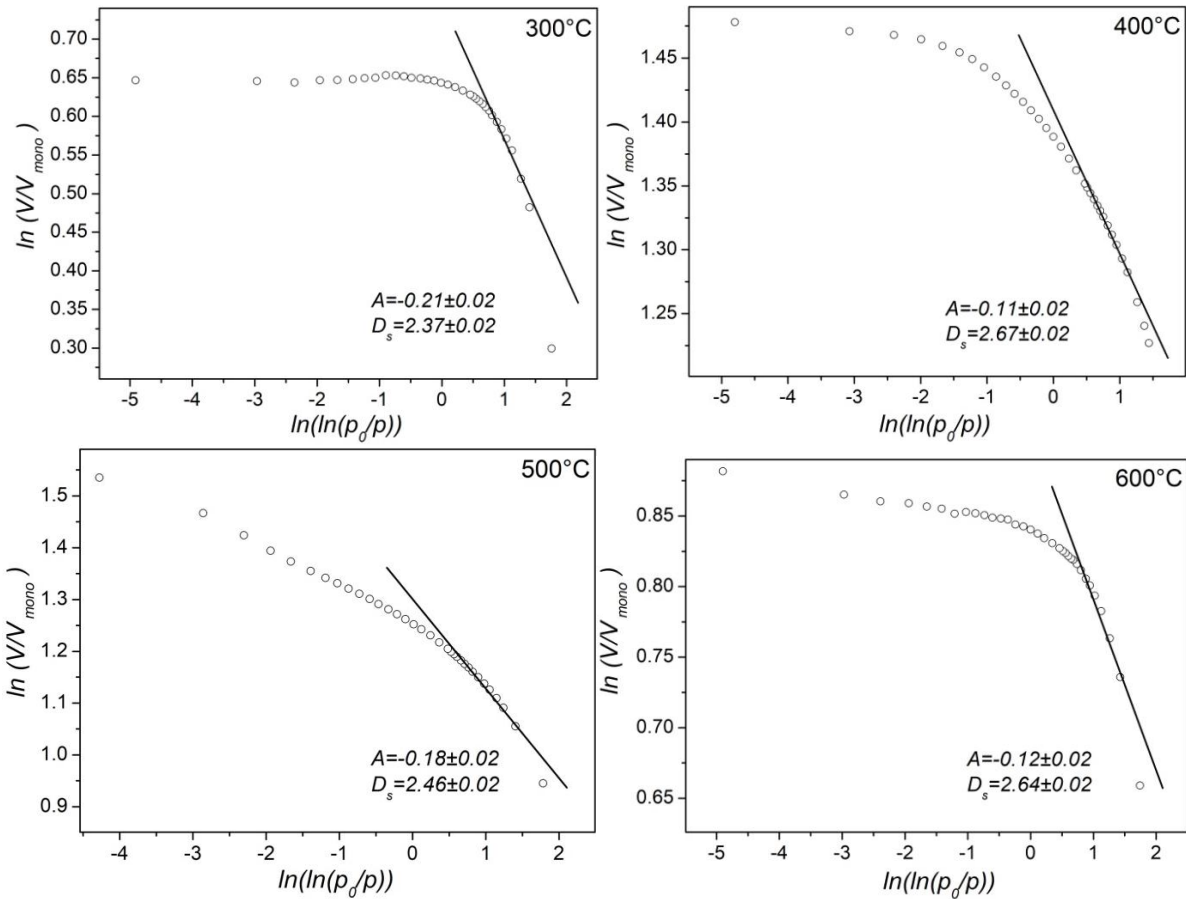 300°C
0.70
0.65
0.60
0.55
0.50
0.45
0.40
0.35
0.30
ln (V/V_mono)
A=-0.21±0.02
D_s=2.37±0.02
-5 -4 -3 -2 -1 0 1 2
ln(ln(p_0/p))
400°C
1.45
1.40
1.35
1.30
1.25
ln (V/V_mono)
A=-0.11±0.02
D_s=2.67±0.02
-5 -4 -3 -2 -1 0 1
ln(ln(p_0/p))
500°C
1.5
1.4
1.3
1.2
1.1
1.0
0.9
ln (V/V_mono)
A=-0.18±0.02
D_s=2.46±0.02
-4 -3 -2 -1 0 1 2
ln(ln(p_0/p))
600°C
0.85
0.80
0.75
0.70
0.65
ln (V/V_mono)
A=-0.12±0.02
D_s=2.64±0.02
-5 -4 -3 -2 -1 0 1 2
ln(ln(p_0/p))